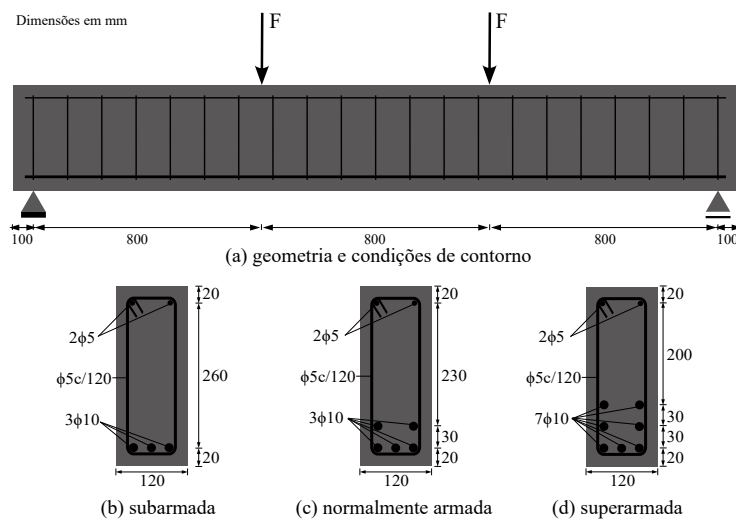 Dimensões em mm
F F
100 800 800 800 100
(a) geometria e condições de contorno
2ϕ5
ϕ5c/120
3ϕ10
20
260
20
120
(b) subarmada
2ϕ5
ϕ5c/120
3ϕ10
20
230
30
20
120
(c) normalmente armada
2ϕ5
ϕ5c/120
7ϕ10
20
200
30
30
20
120
(d) superarmada